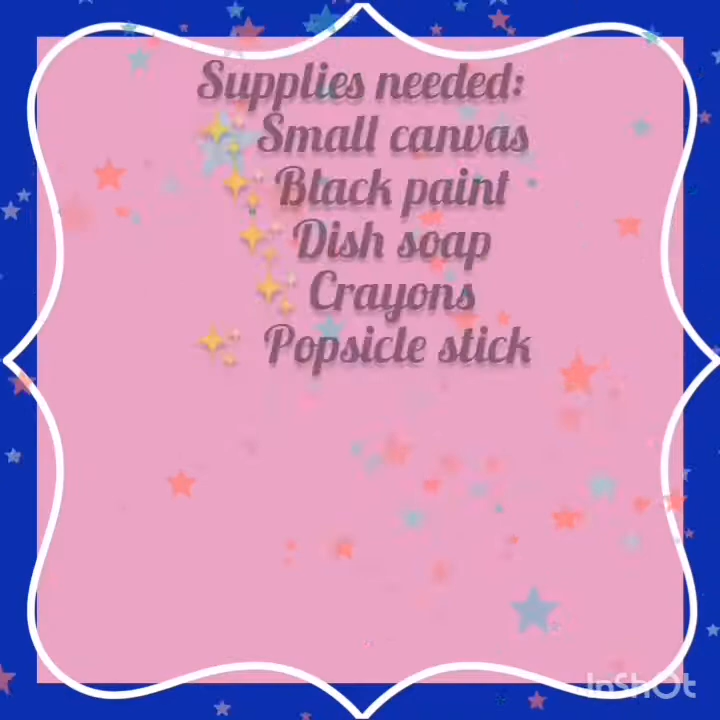 Supplies needed:
✨ Small canvas
✨ Black paint
✨ Dish soap
✨ Crayons
✨ Popsicle stick
InShOt